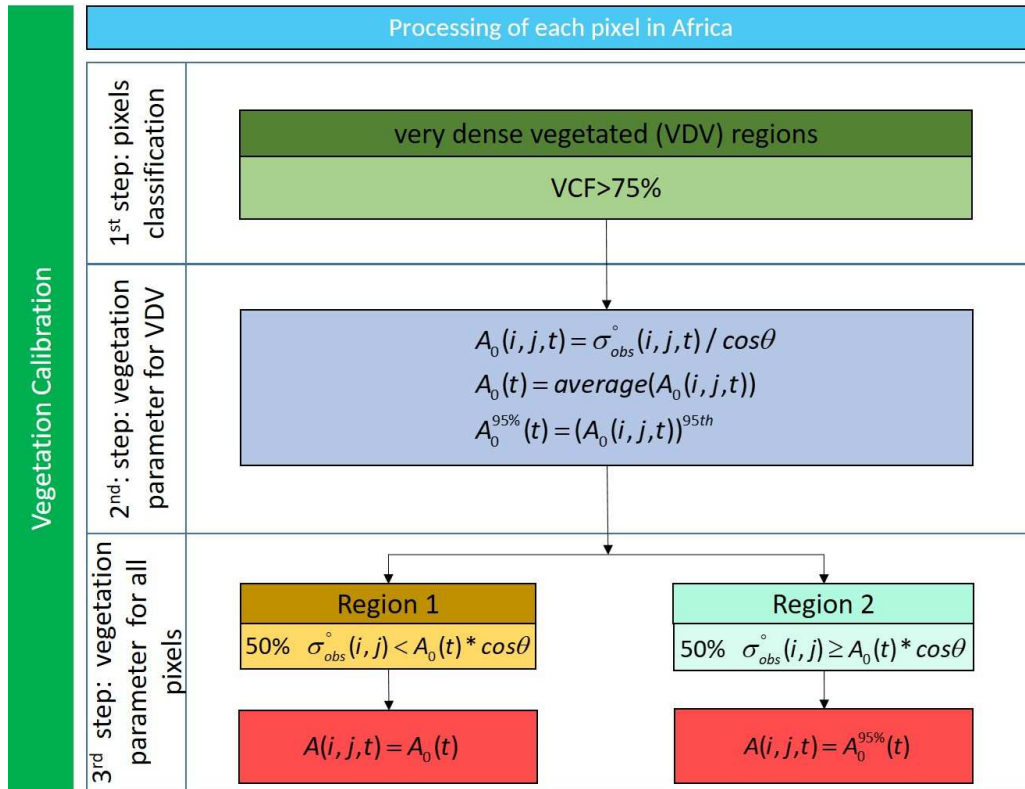 Processing of each pixel in Africa
Vegetation Calibration
1st step: pixels
classification
very dense vegetated (VDV) regions
VCF>75%
2nd: step: vegetation
parameter for VDV
A₀(i, j,t) = σ°obs(i, j,t) / cosθ
A₀(t) = average(A₀(i, j,t))
A₀^95%(t) = (A₀(i, j,t))^95th
3rd step: vegetation
parameter for all
pixels
Region 1
50% σ°obs(i, j) < A₀(t) * cosθ
A(i, j,t) = A₀(t)
Region 2
50% σ°obs(i, j) ≥ A₀(t) * cosθ
A(i, j,t) = A₀^95%(t)